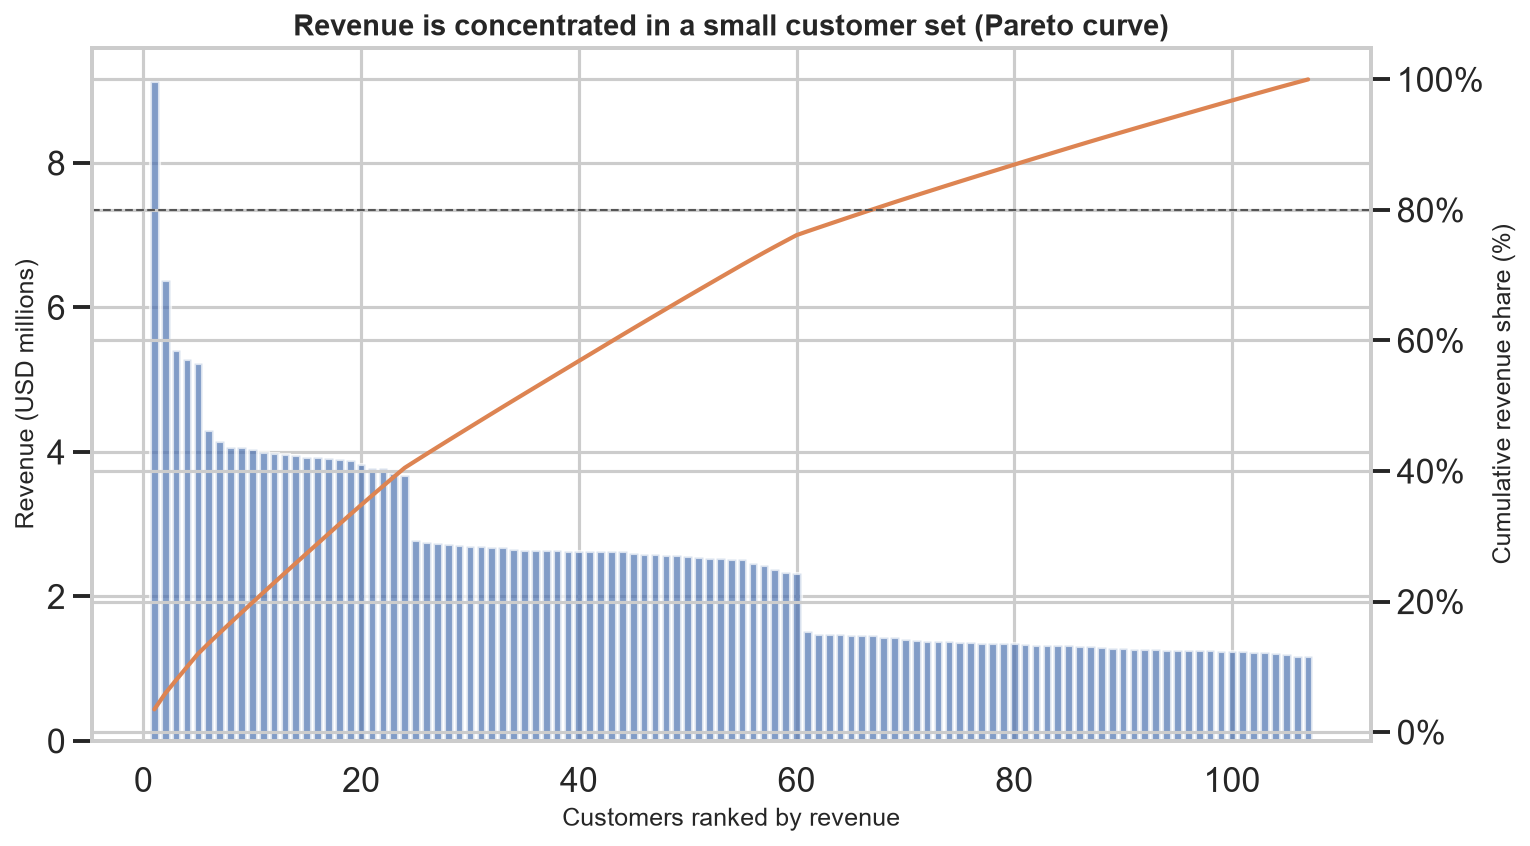 Revenue is concentrated in a small customer set (Pareto curve)
Revenue (USD millions)
8
6
4
2
0
100%
80%
60%
40%
20%
0%
Cumulative revenue share (%)
0 20 40 60 80 100
Customers ranked by revenue